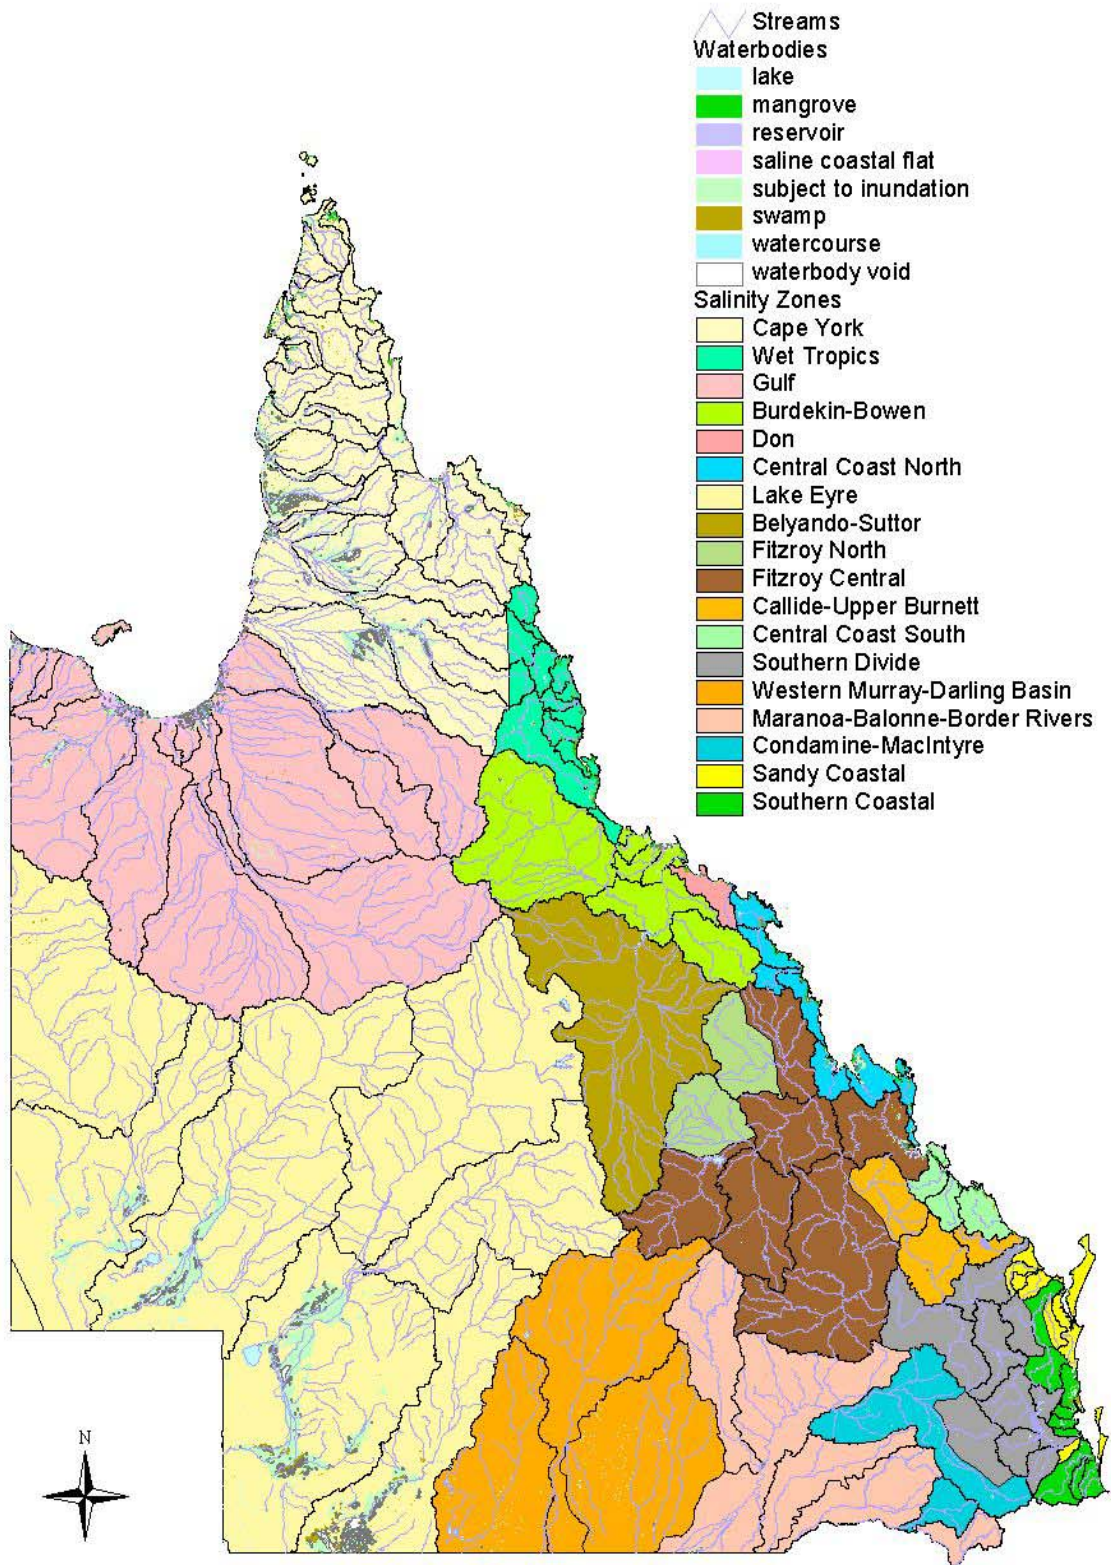 Streams
Waterbodies
lake
mangrove
reservoir
saline coastal flat
subject to inundation
swamp
watercourse
waterbody void
Salinity Zones
Cape York
Wet Tropics
Gulf
Burdekin-Bowen
Don
Central Coast North
Lake Eyre
Belyando-Suttor
Fitzroy North
Fitzroy Central
Callide-Upper Burnett
Central Coast South
Southern Divide
Western Murray-Darling Basin
Maranoa-Balonne-Border Rivers
Condamine-MacIntyre
Sandy Coastal
Southern Coastal
N